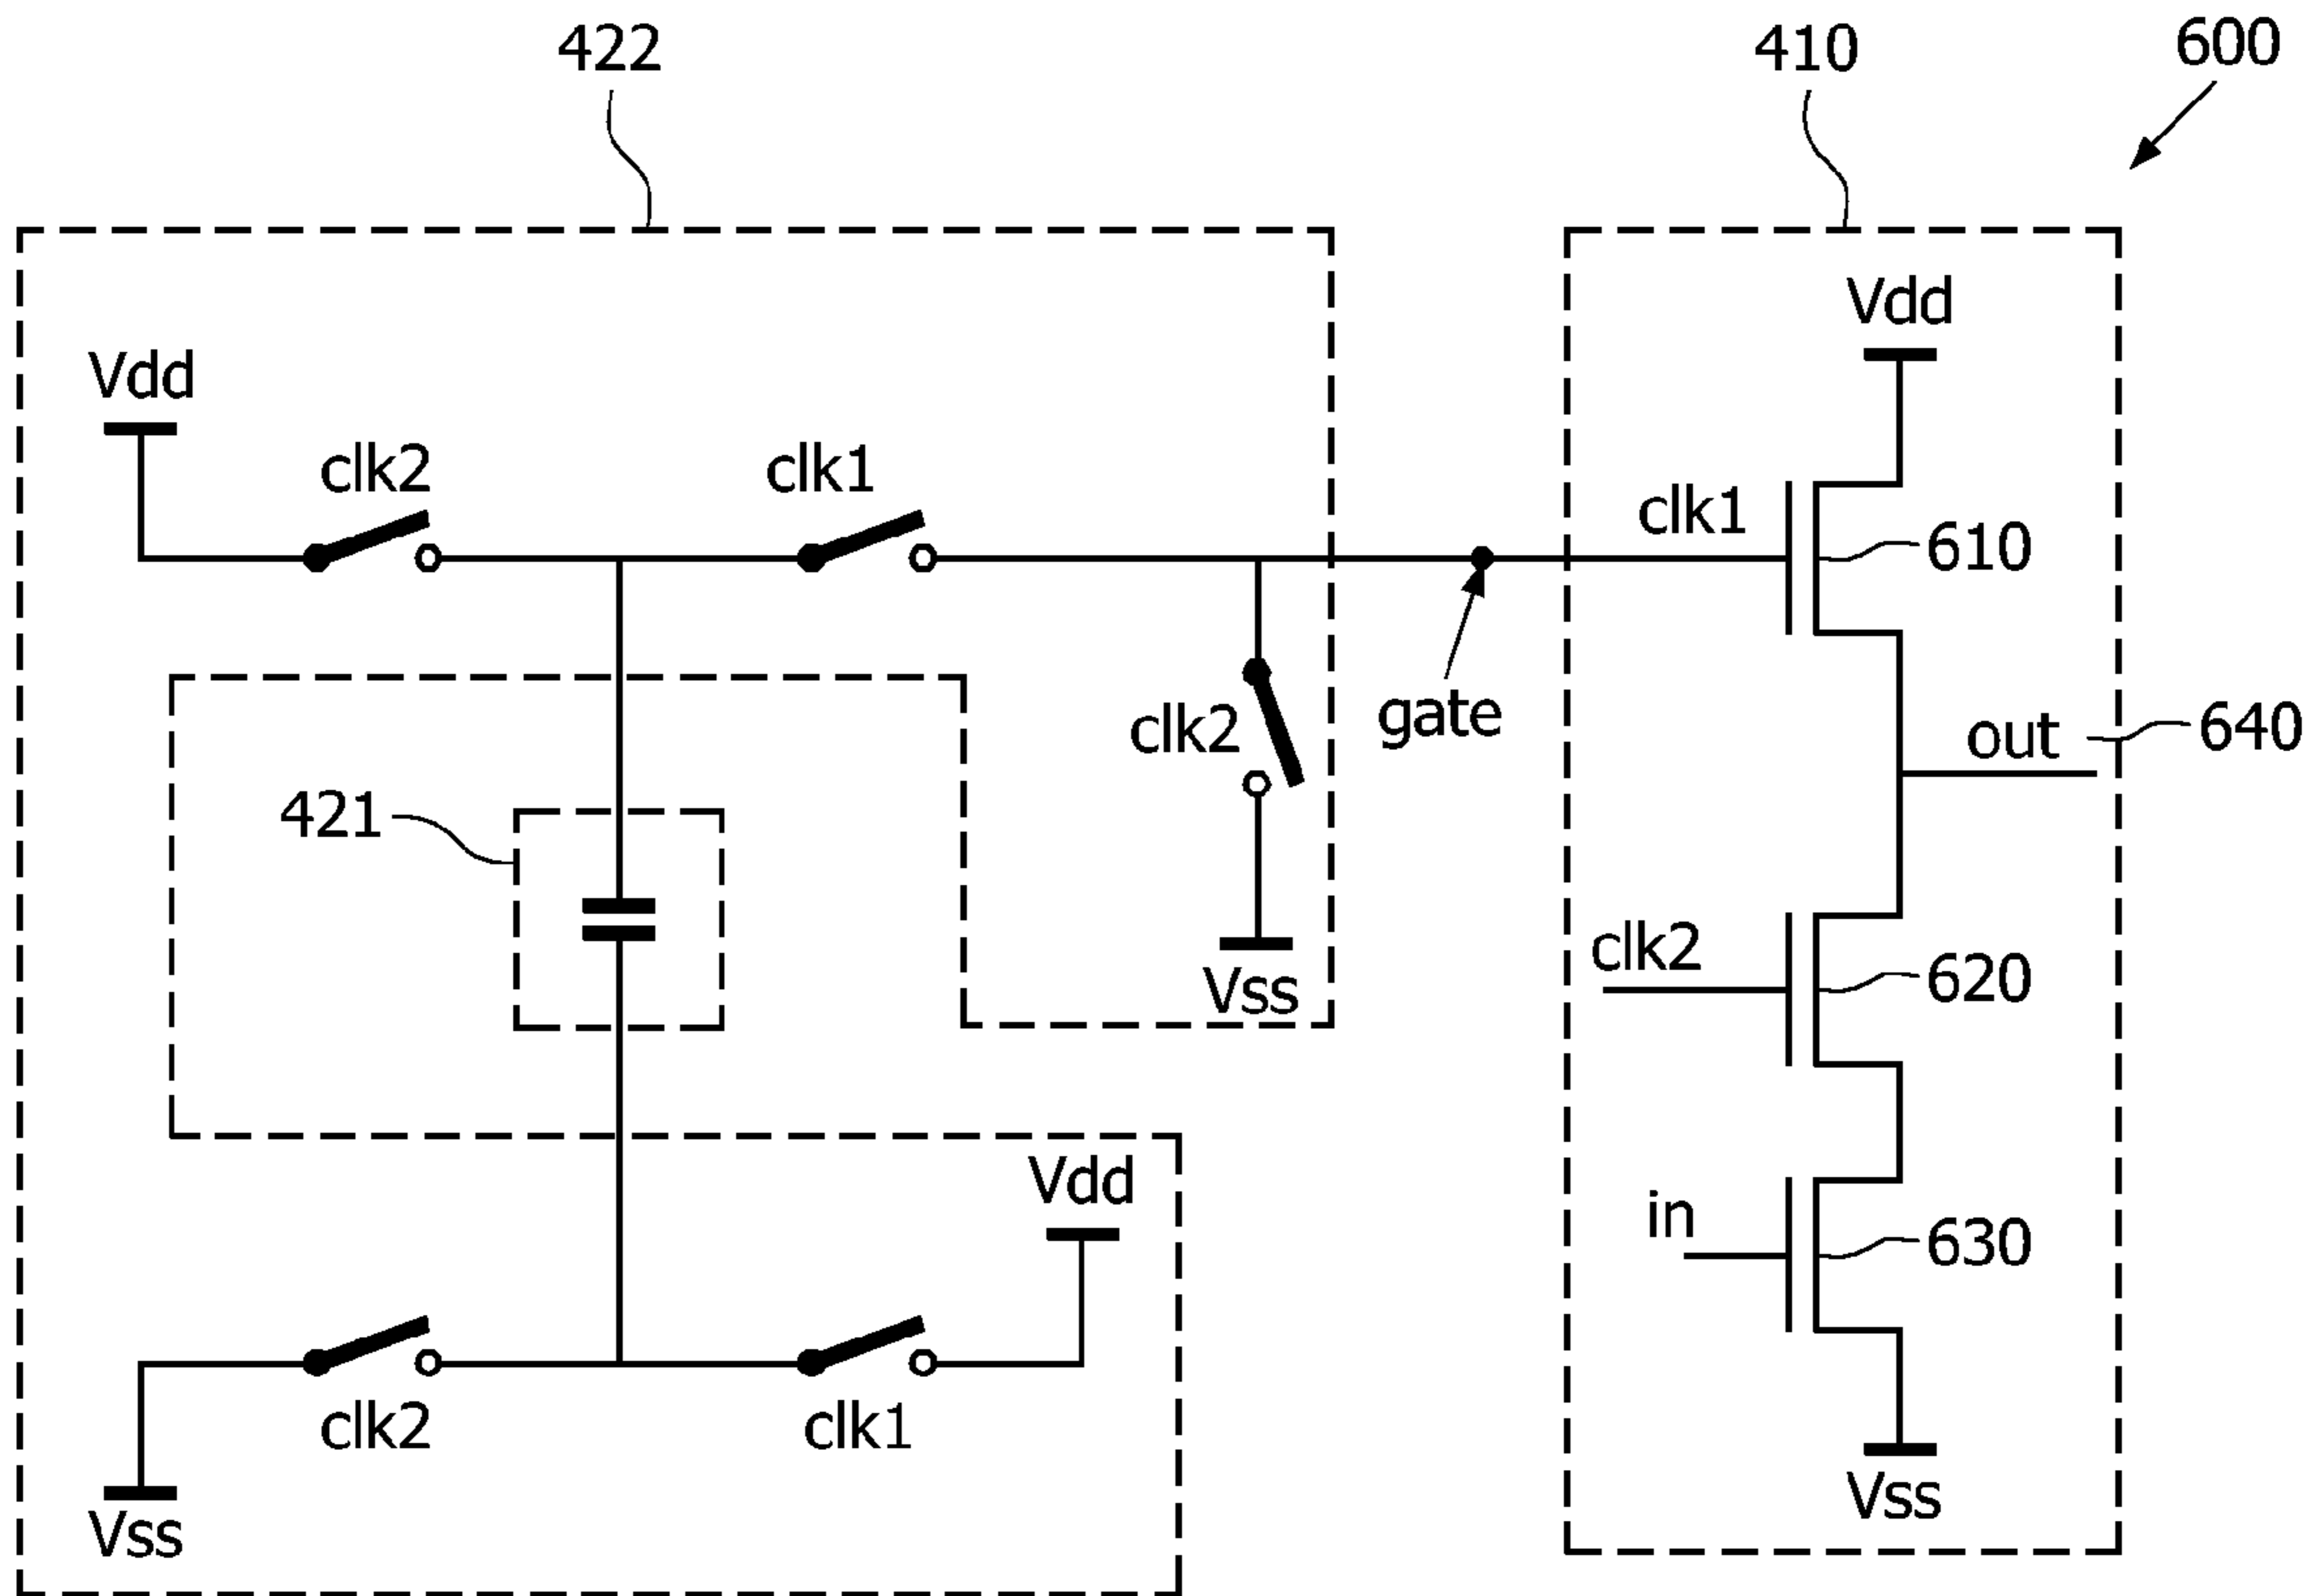 422
410
600
Vdd
Vdd
clk2
clk1
clk1
610
gate
clk2
out
640
421
clk2
620
Vss
Vdd
in
630
clk2
clk1
Vss
Vss